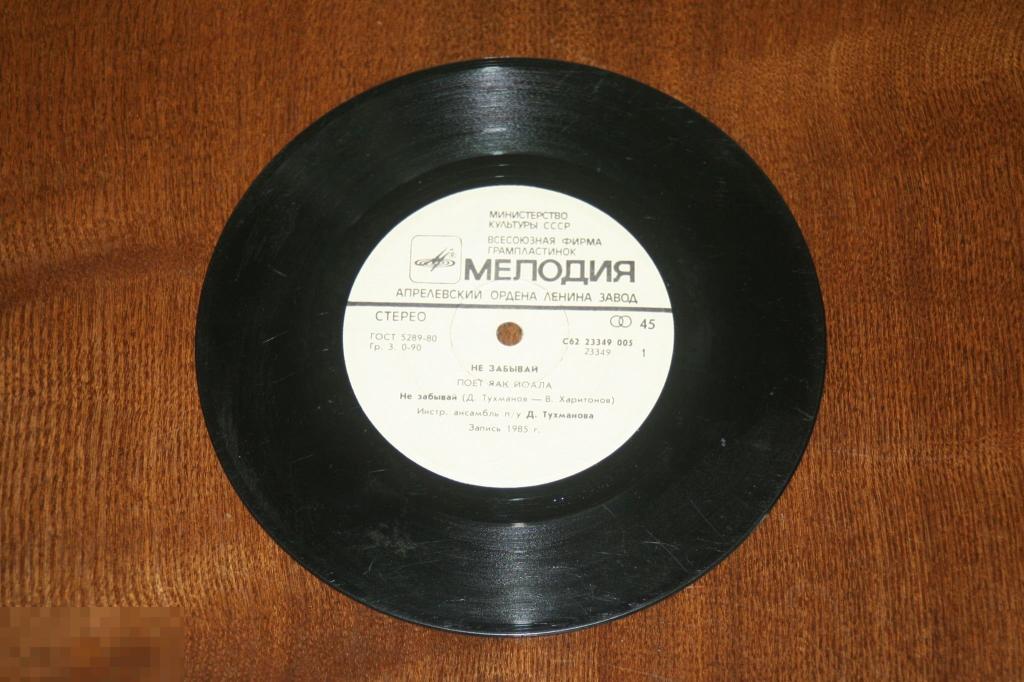 МИНИСТЕРСТВО
КУЛЬТУРЫ СССР
ВСЕСОЮЗНАЯ ФИРМА
ГРАМПЛАСТИНОК
МЕЛОДИЯ
АПРЕЛЕВСКИЙ ОРДЕНА ЛЕНИНА ЗАВОД
СТЕРЕО
45
ГОСТ 5289-80
Гр. 3. 0-90
С62 23349 005
23349 1
НЕ ЗАБЫВАЙ
ПОЕТ ЯАК ЙОАЛА
Не забывай (Д. Тухманов — В. Харитонов)
Инстр. ансамбль п/у Д. Тухманова
Запись 1985 г.